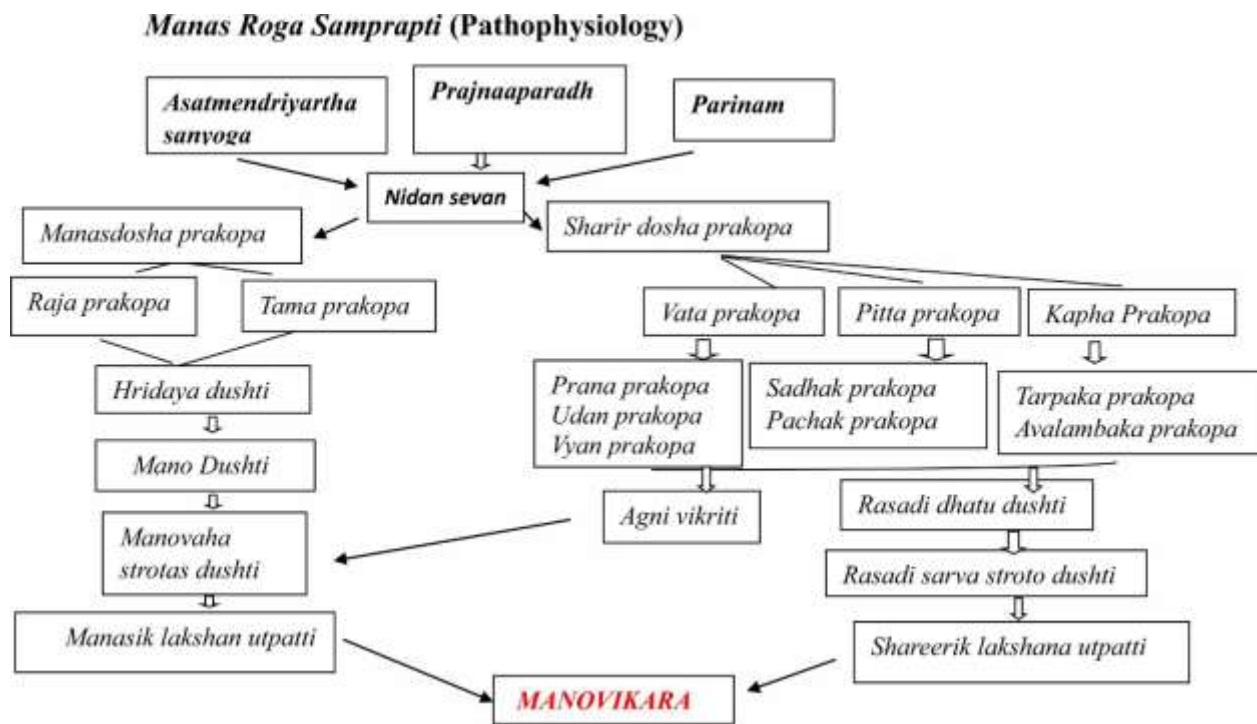 Manas Roga Samprapti (Pathophysiology)
Asatmendriyartha
sanyoga
Prajnaaparadh
Parinam
Nidan sevan
Manasdosha prakopa
Sharir dosha prakopa
Raja prakopa
Tama prakopa
Vata prakopa
Pitta prakopa
Kapha Prakopa
Hridaya dushti
Prana prakopa
Udan prakopa
Vyan prakopa
Sadhak prakopa
Pachak prakopa
Tarpaka prakopa
Avalambaka prakopa
Mano Dushti
Agni vikriti
Rasadi dhatu dushti
Manovaha
strotas dushti
Rasadi sarva stroto dushti
Manasik lakshan utpatti
Shareerik lakshana utpatti
MANOVIKARA